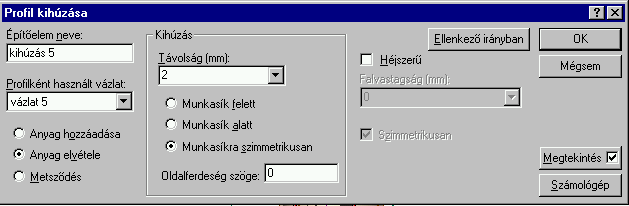 Profil kihúzása
Építőelem neve:
kihúzás 5
Profilként használt vázlat:
vázlat 5
Anyag hozzáadása
Anyag elvétele
Metsződés
Kihúzás
Távolság (mm):
2
Munkasík felett
Munkasík alatt
Munkasíkra szimmetrikusan
Oldalferdeség szöge: 0
Ellenkező irányban
Héjszerű
Falvastagság (mm):
0
Szimmetrikusan
OK
Mégsem
Megtekintés
Számológép